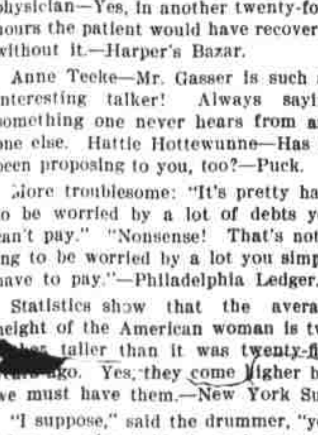 physician—Yes, in another twenty-fo
hours the patient would have recover
without it.—Harper's Bazar.
Anne Teeke—Mr. Gasser is such
interesting talker! Always sayi
something one never hears from a
one else. Hattie Hottewunne—Has
been proposing to you, too?—Puck.
More troublesome: "It's pretty ha
to be worried by a lot of debts y
can't pay." "Nonsense! That's not
ing to be worried by a lot you simp
have to pay."—Philadelphia Ledger.
Statistics show that the avera
height of the American woman is tw
taller than it was twenty-fi
ago. Yes, they come higher b
we must have them.—New York Su
"I suppose," said the drummer, "y